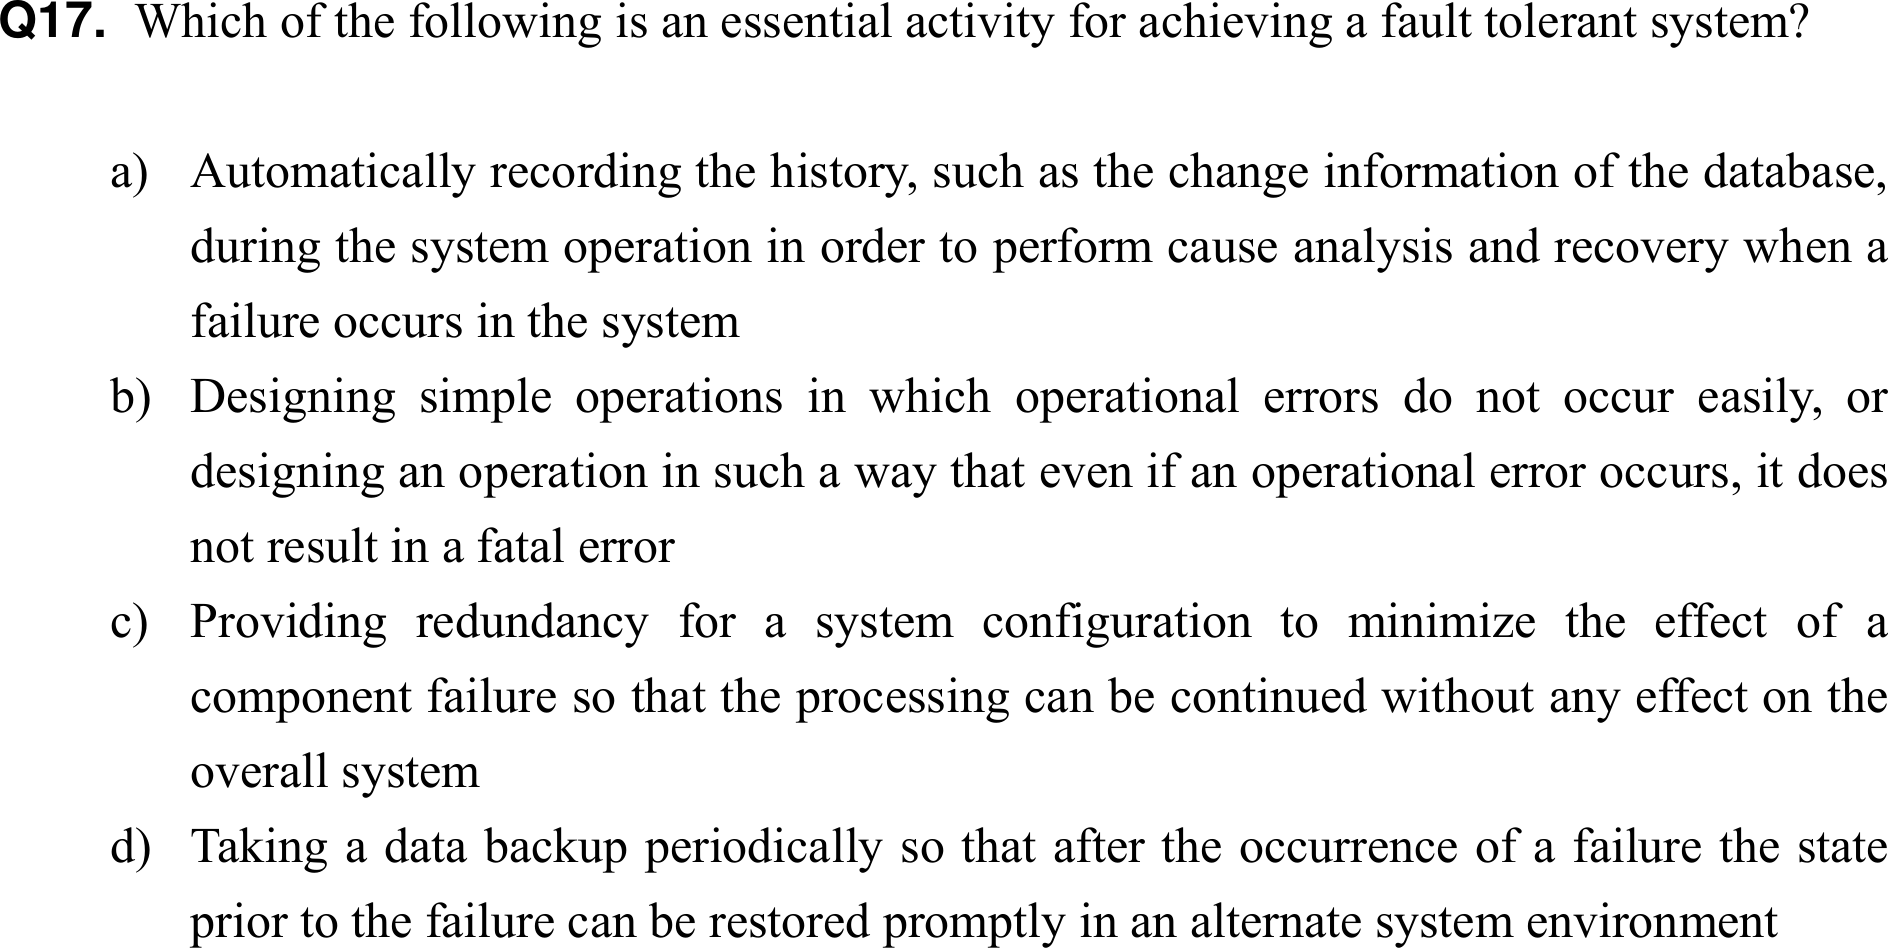 Q17. Which of the following is an essential activity for achieving a fault tolerant system?
a) Automatically recording the history, such as the change information of the database,
during the system operation in order to perform cause analysis and recovery when a
failure occurs in the system
b) Designing simple operations in which operational errors do not occur easily, or
designing an operation in such a way that even if an operational error occurs, it does
not result in a fatal error
c) Providing redundancy for a system configuration to minimize the effect of a
component failure so that the processing can be continued without any effect on the
overall system
d) Taking a data backup periodically so that after the occurrence of a failure the state
prior to the failure can be restored promptly in an alternate system environment